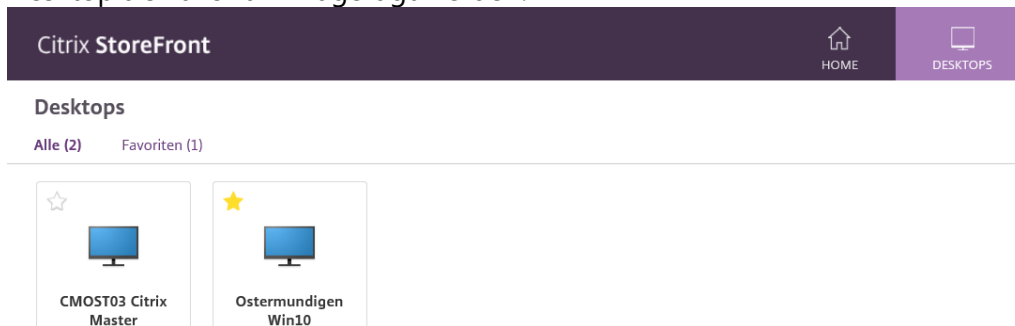 Citrix StoreFront
HOME
DESKTOPS
Desktops
Alle (2) Favoriten (1)
CMOST03 Citrix
Master
Ostermundigen
Win10